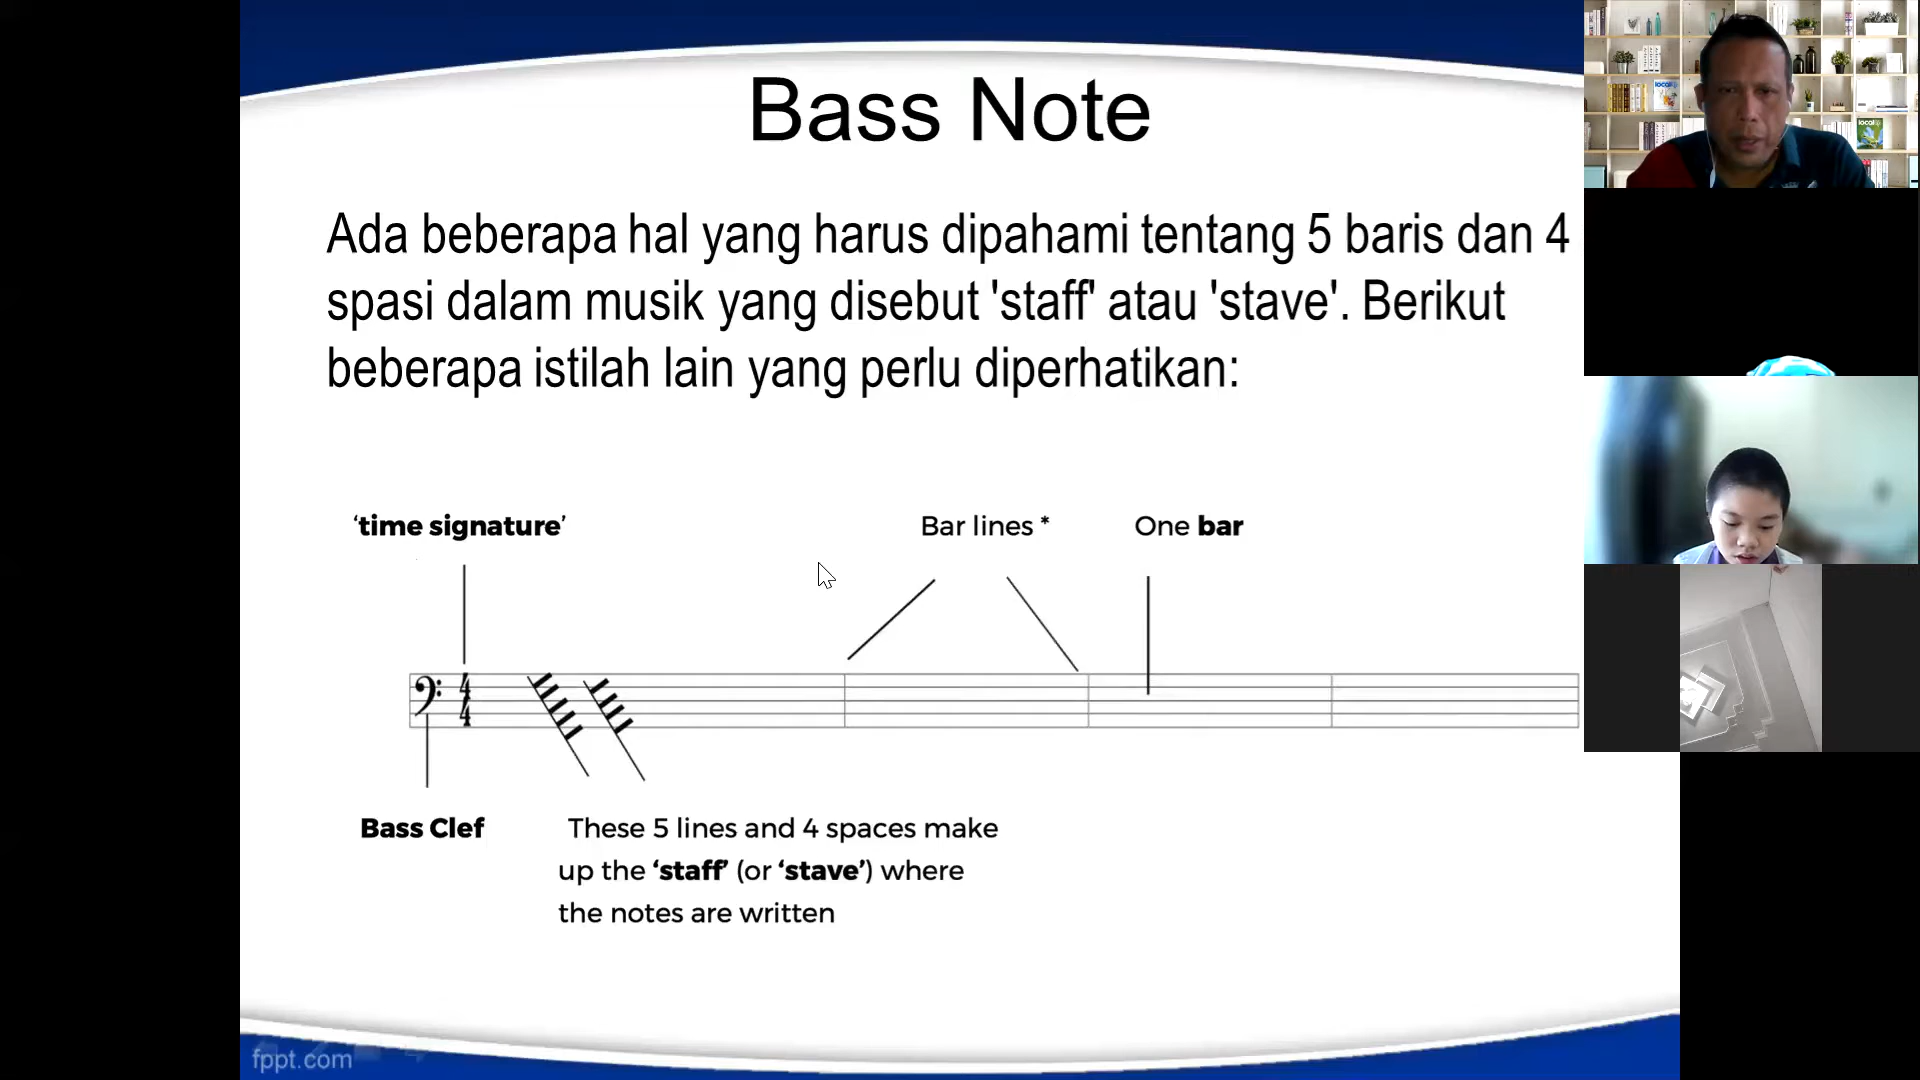 Bass Note
Ada beberapa hal yang harus dipahami tentang 5 baris dan 4
spasi dalam musik yang disebut 'staff' atau 'stave'. Berikut
beberapa istilah lain yang perlu diperhatikan:
‘time signature’
Bar lines *
One bar
4
4
Bass Clef
These 5 lines and 4 spaces make
up the ‘staff’ (or ‘stave’) where
the notes are written
fppt.com